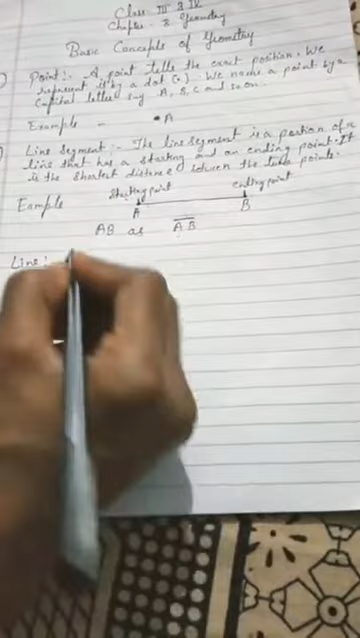 Class III & IV
Chapter - 3 Geometry
Basic Concepts of Geometry
Point :- A point tells the exact position. We
represent it by a dot (•). We name a point by a
Capital letter say A, B, C and so on.
Example - •A
Line Segment :- The line segment is a portion of a
line that has a starting and an ending point. It
is the shortest distance between the two points.
Eample
Starting point ending point
A B
AB as AB
Line :